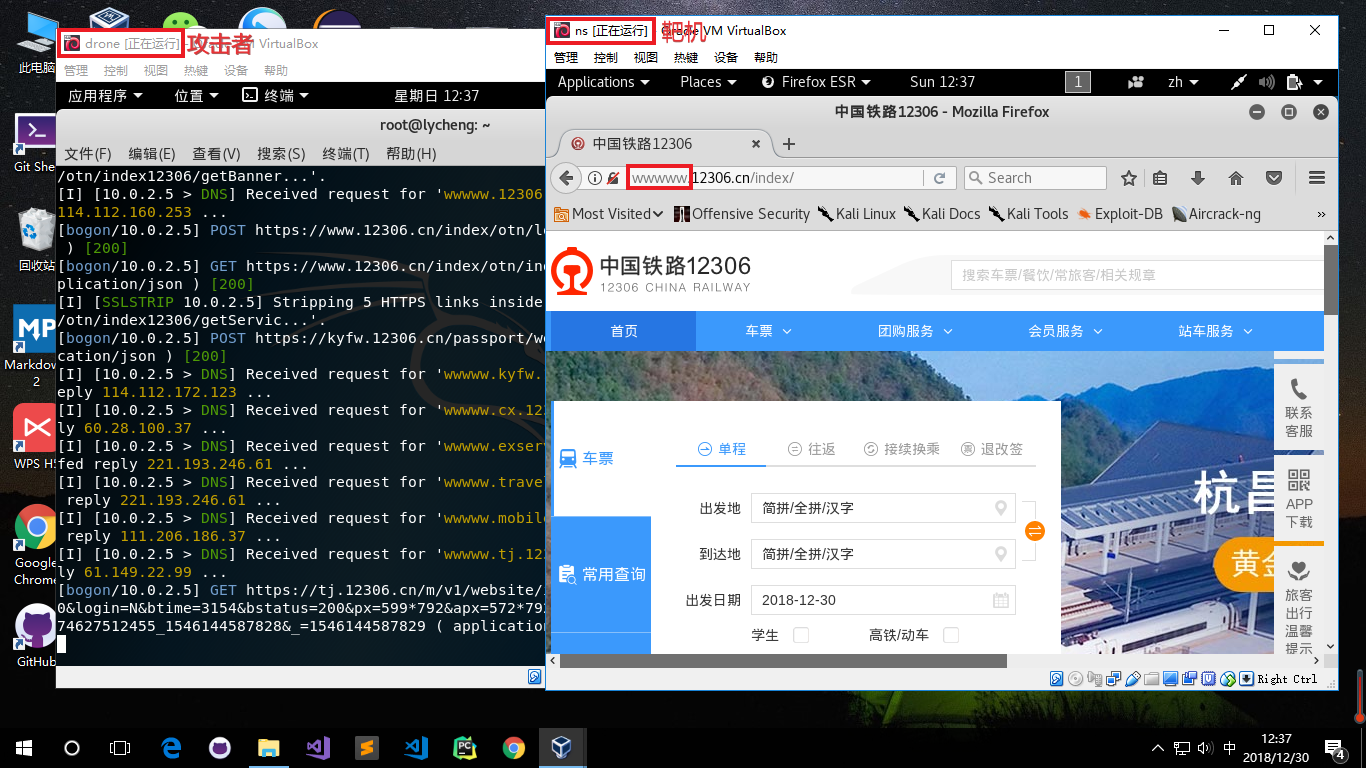 此电脑
Git She
回收站
Markdow
2
WPS H5
Google
Chrome
GitHub
drone [正在运行]
攻击者
VM VirtualBox
管理 控制 视图 热键 设备 帮助
应用程序 位置 终端 星期日 12:37
root@lycheng: ~
文件(F) 编辑(E) 查看(V) 搜索(S) 终端(T) 帮助(H)
/otn/index12306/getBanner...'.
[I] [10.0.2.5 > DNS] Received request for 'wwwww.12306
114.112.160.253 ...
[bogon/10.0.2.5] POST https://www.12306.cn/index/otn/lo
) [200]
[bogon/10.0.2.5] GET https://www.12306.cn/index/otn/ind
plication/json ) [200]
[I] [SSLSTRIP 10.0.2.5] Stripping 5 HTTPS links inside
/otn/index12306/getServic...'.
[bogon/10.0.2.5] POST https://kyfw.12306.cn/passport/we
cation/json ) [200]
[I] [10.0.2.5 > DNS] Received request for 'wwwww.kyfw.
eply 114.112.172.123 ...
[I] [10.0.2.5 > DNS] Received request for 'wwwww.cx.12
ly 60.28.100.37 ...
[I] [10.0.2.5 > DNS] Received request for 'wwwww.exserv
fed reply 221.193.246.61 ...
[I] [10.0.2.5 > DNS] Received request for 'wwwww.trave
reply 221.193.246.61 ...
[I] [10.0.2.5 > DNS] Received request for 'wwwww.mobile
reply 111.206.186.37 ...
[I] [10.0.2.5 > DNS] Received request for 'wwwww.tj.12
ly 61.149.22.99 ...
[bogon/10.0.2.5] GET https://tj.12306.cn/m/v1/website/
0&login=N&btime=3154&bstatus=200&px=599*792&apx=572*792
74627512455_1546144587828&_=1546144587829 ( application
ns [正在运行]
靶机
Oracle VM VirtualBox
管理 控制 视图 热键 设备 帮助
Applications Places Firefox ESR Sun 12:37 1 zh
中国铁路12306 - Mozilla Firefox
中国铁路12306
wwwww.12306.cn/index/ Search
Most Visited Offensive Security Kali Linux Kali Docs Kali Tools Exploit-DB Aircrack-ng »
中国铁路12306
12306 CHINA RAILWAY
搜索车票/餐饮/常旅客/相关规章
首页 车票 团购服务 会员服务 站车服务
车票
常用查询
单程 往返 接续换乘 退改签
出发地 简拼/全拼/汉字
到达地 简拼/全拼/汉字
出发日期 2018-12-30
学生 高铁/动车
杭昌
黄金
联系
客服
APP
下载
旅客
出行
温馨
提示
Right Ctrl
中
12:37
2018/12/30
4